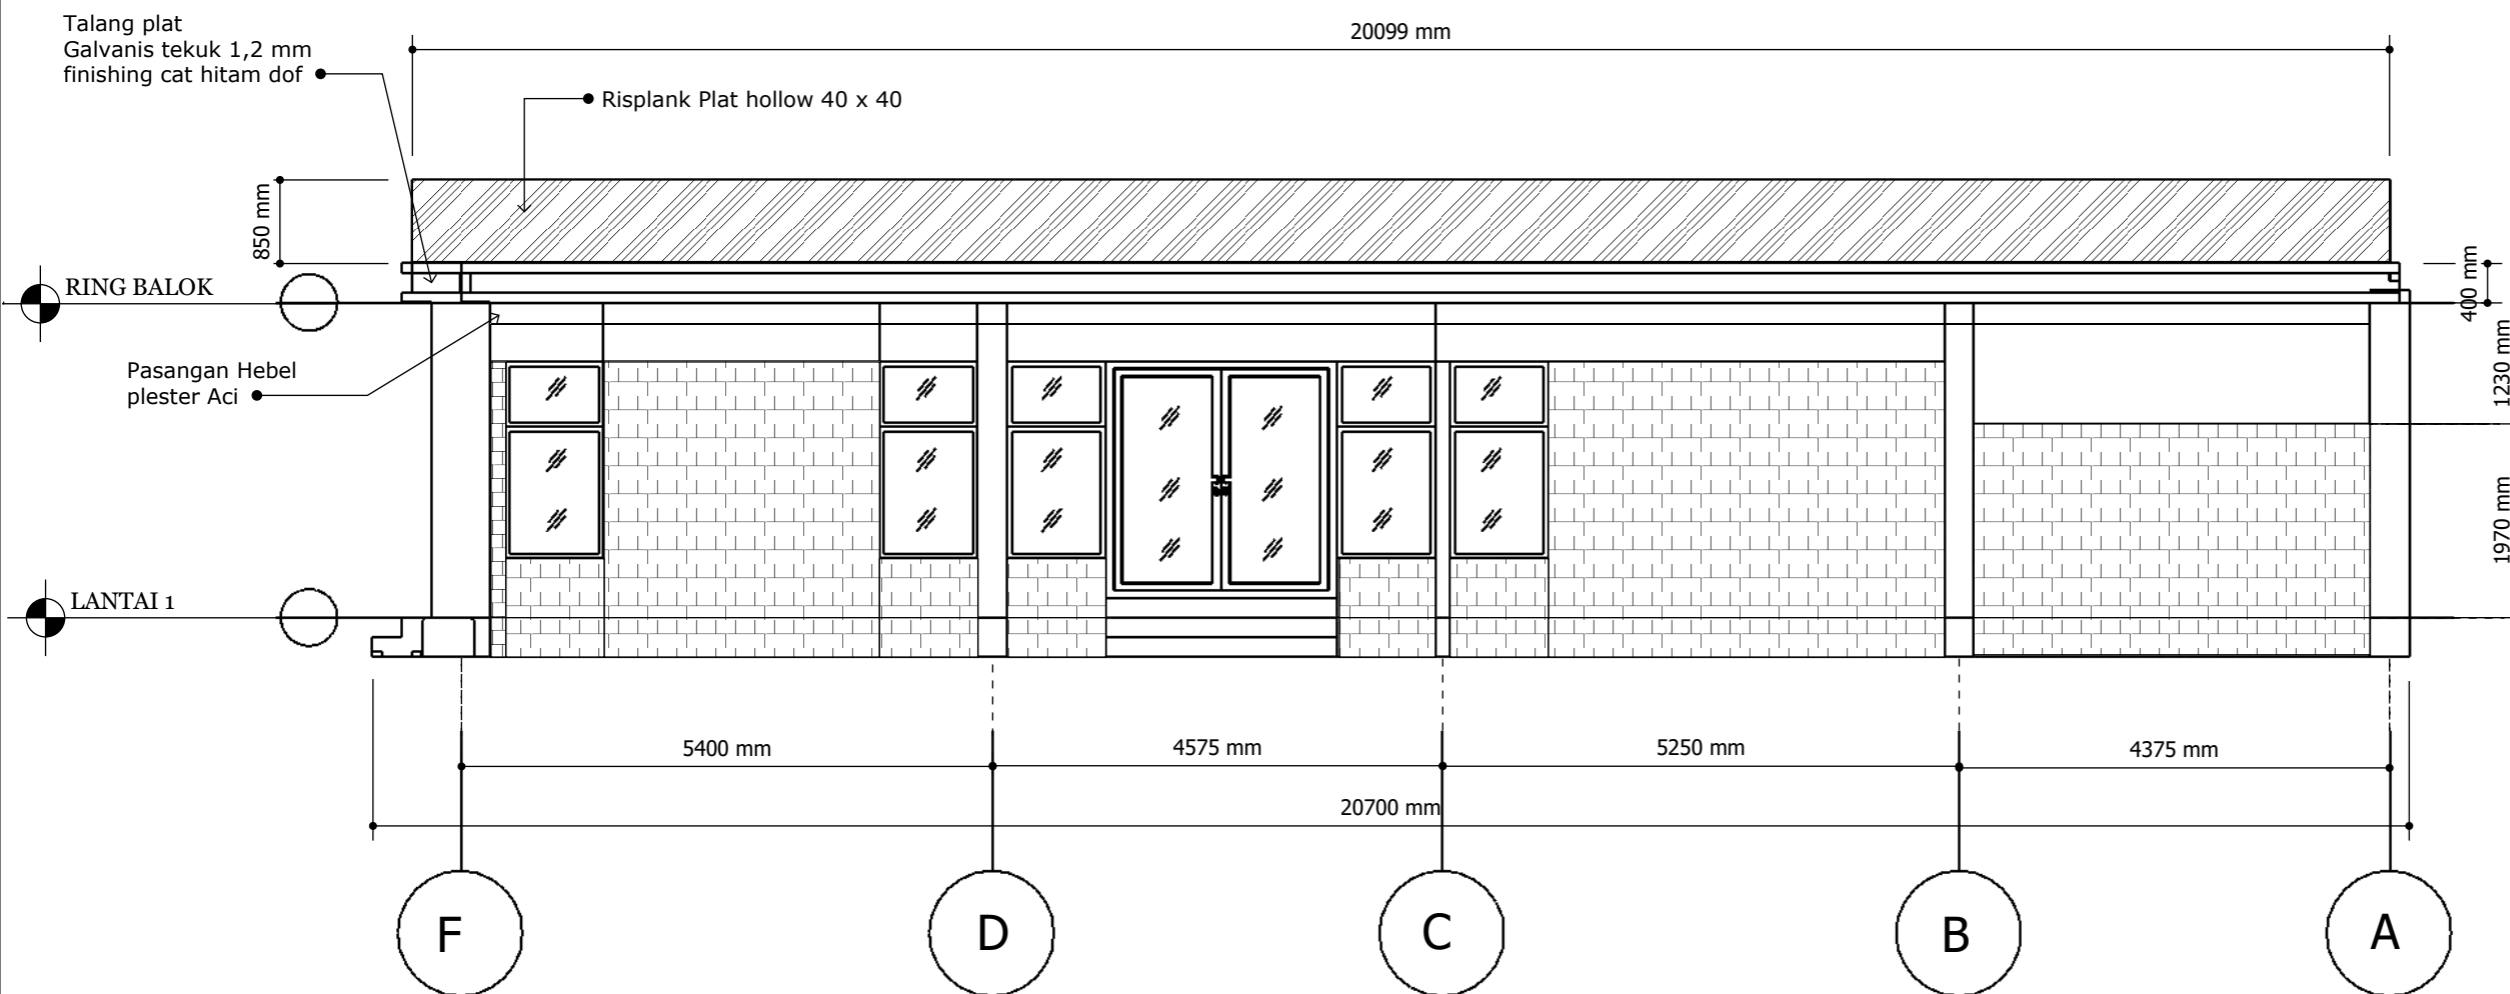 Talang plat
Galvanis tekuk 1,2 mm
finishing cat hitam dof
20099 mm
Risplank Plat hollow 40 x 40
850 mm
RING BALOK
400 mm
Pasangan Hebel
plester Aci
1230 mm
1970 mm
LANTAI 1
5400 mm
4575 mm
5250 mm
4375 mm
20700 mm
F
D
C
B
A